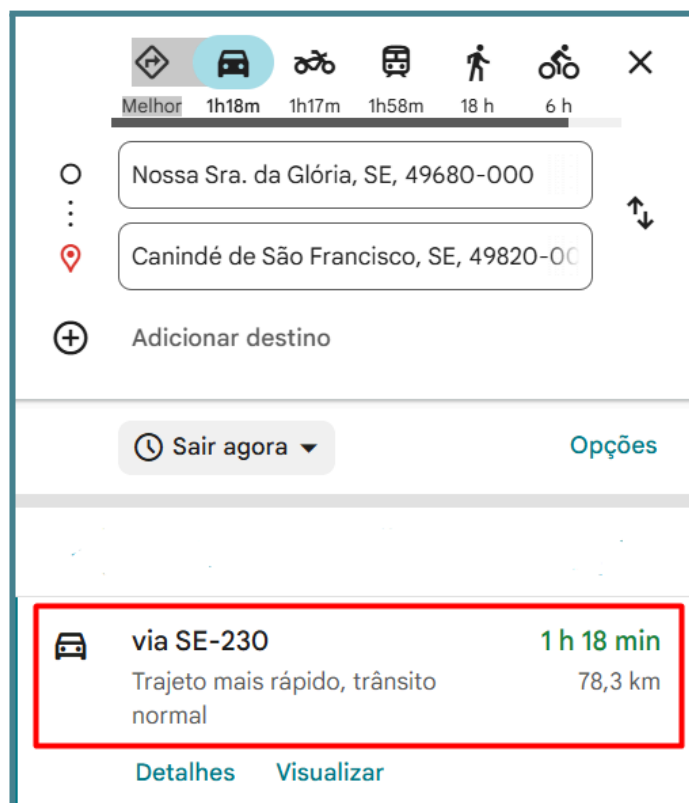 Melhor 1h18m 1h17m 1h58m 18 h 6 h
Nossa Sra. da Glória, SE, 49680-000
Canindé de São Francisco, SE, 49820-00
Adicionar destino
Sair agora
Opções
via SE-230 1 h 18 min
Trajeto mais rápido, trânsito 78,3 km
normal
Detalhes Visualizar